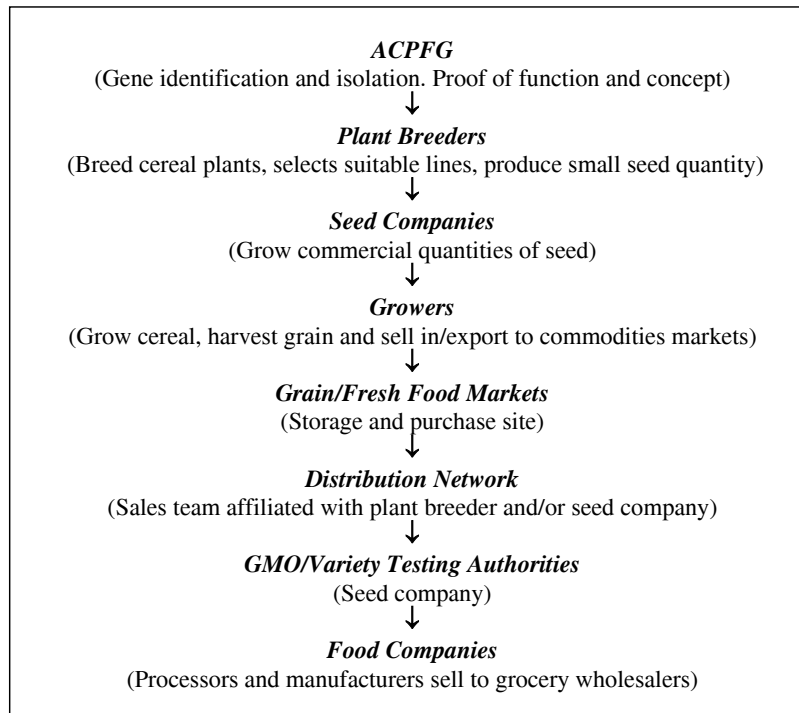 ACPFG
(Gene identification and isolation. Proof of function and concept)
↓
Plant Breeders
(Breed cereal plants, selects suitable lines, produce small seed quantity)
↓
Seed Companies
(Grow commercial quantities of seed)
↓
Growers
(Grow cereal, harvest grain and sell in/export to commodities markets)
↓
Grain/Fresh Food Markets
(Storage and purchase site)
↓
Distribution Network
(Sales team affiliated with plant breeder and/or seed company)
↓
GMO/Variety Testing Authorities
(Seed company)
↓
Food Companies
(Processors and manufacturers sell to grocery wholesalers)